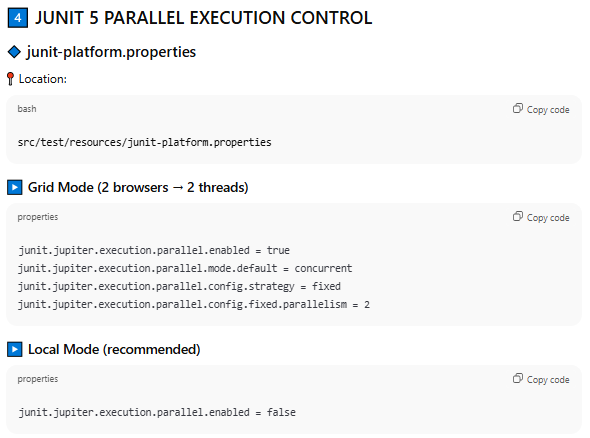 4 JUNIT 5 PARALLEL EXECUTION CONTROL
junit-platform.properties
Location:
bash
Copy code
src/test/resources/junit-platform.properties
Grid Mode (2 browsers → 2 threads)
properties
Copy code
junit.jupiter.execution.parallel.enabled = true
junit.jupiter.execution.parallel.mode.default = concurrent
junit.jupiter.execution.parallel.config.strategy = fixed
junit.jupiter.execution.parallel.config.fixed.parallelism = 2
Local Mode (recommended)
properties
Copy code
junit.jupiter.execution.parallel.enabled = false